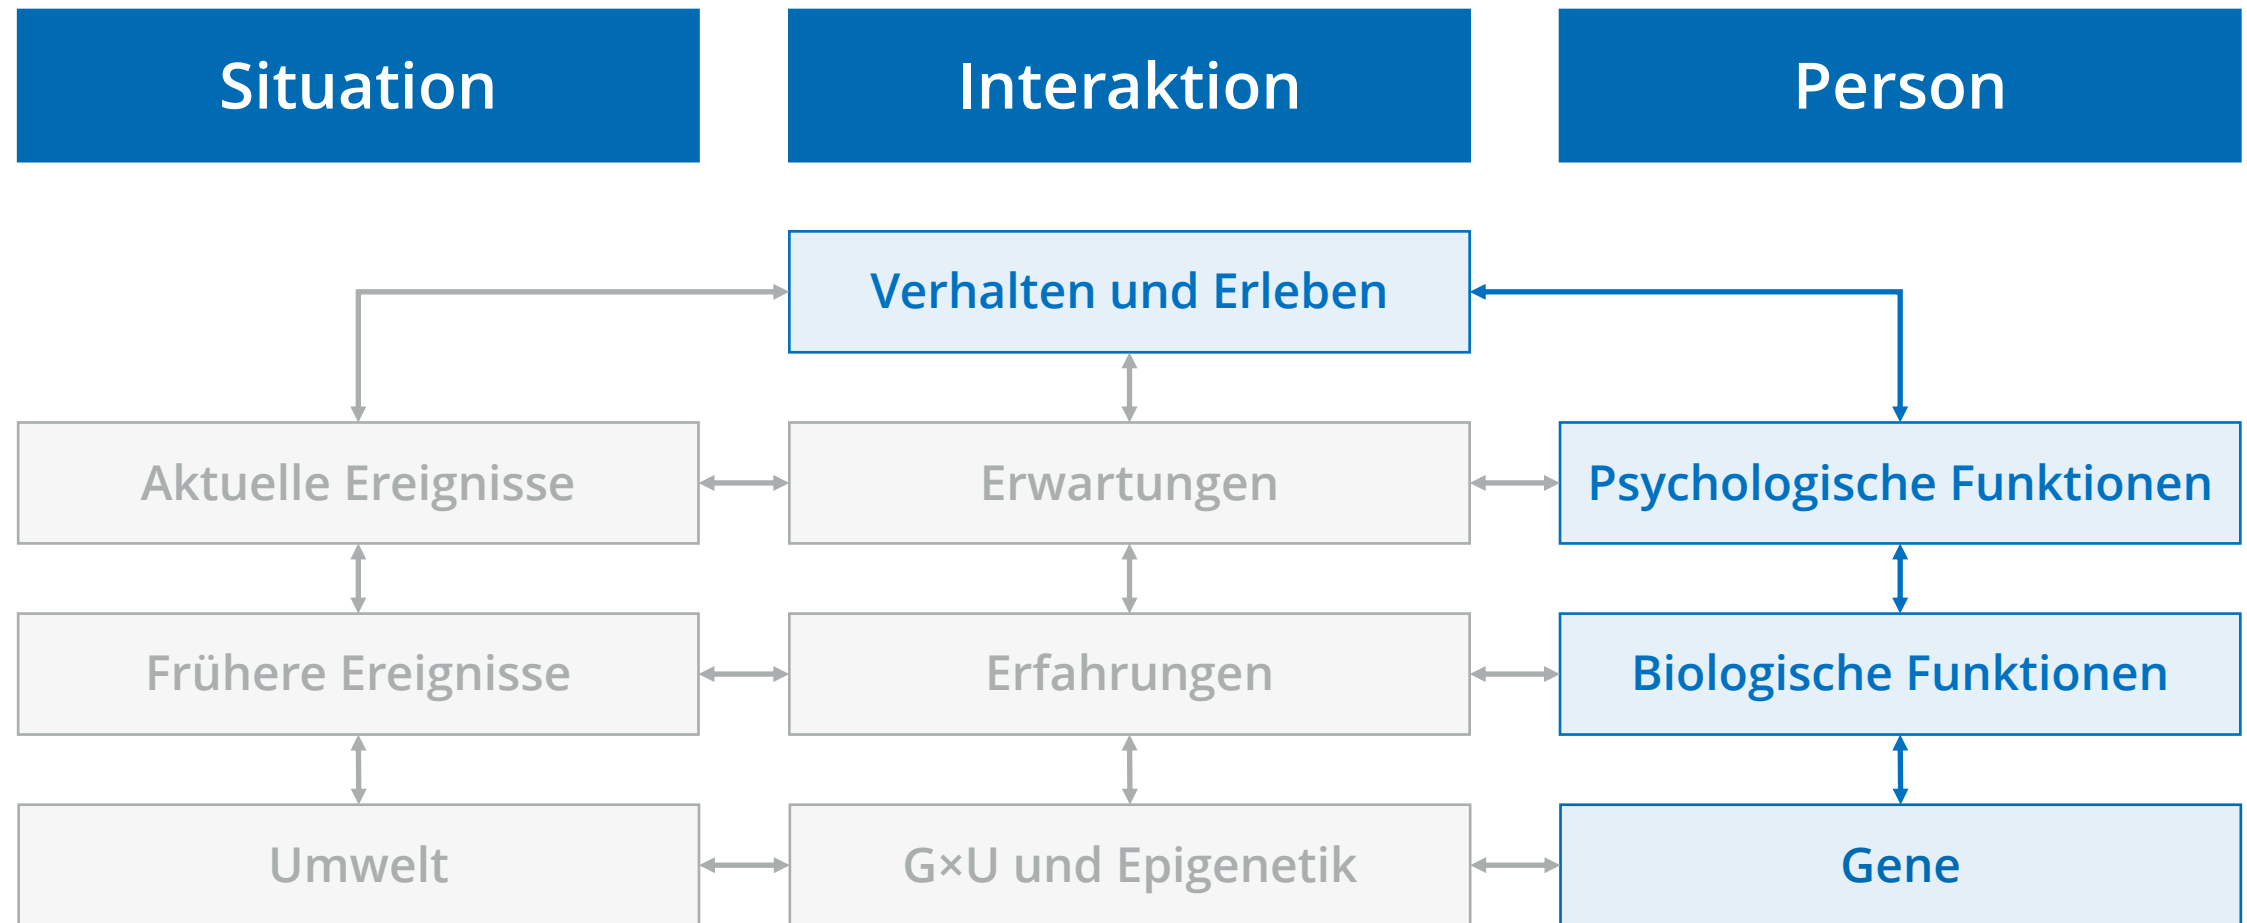 Situation
Interaktion
Person
Verhalten und Erleben
Aktuelle Ereignisse
Erwartungen
Psychologische Funktionen
Frühere Ereignisse
Erfahrungen
Biologische Funktionen
Umwelt
G×U und Epigenetik
Gene